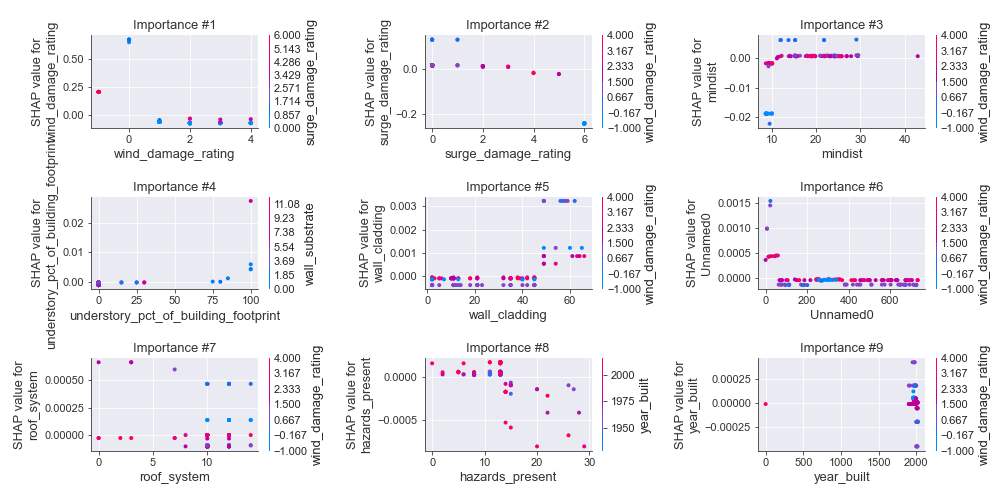 Importance #1
SHAP value for
wind_damage_rating
0.50
0.25
0.00
0
2
4
wind_damage_rating
6.000
5.143
4.286
3.429
2.571
1.714
0.857
0.000
surge_damage_rating
Importance #2
SHAP value for
surge_damage_rating
0.0
−0.2
0
2
4
6
surge_damage_rating
4.000
3.167
2.333
1.500
0.667
−0.167
−1.000
wind_damage_rating
Importance #3
SHAP value for
mindist
0.00
−0.01
−0.02
10
20
30
40
mindist
4.000
3.167
2.333
1.500
0.667
−0.167
−1.000
wind_damage_rating
Importance #4
SHAP value for
understory_pct_of_building_footprint
0.02
0.01
0.00
0
25
50
75
100
understory_pct_of_building_footprint
11.08
9.23
7.38
5.54
3.69
1.85
0.00
wall_substrate
Importance #5
SHAP value for
wall_cladding
0.003
0.002
0.001
0.000
0
20
40
60
wall_cladding
4.000
3.167
2.333
1.500
0.667
−0.167
−1.000
wind_damage_rating
Importance #6
SHAP value for
Unnamed0
0.0015
0.0010
0.0005
0.0000
0
200
400
600
Unnamed0
4.000
3.167
2.333
1.500
0.667
−0.167
−1.000
wind_damage_rating
Importance #7
SHAP value for
roof_system
0.00050
0.00025
0.00000
0
5
10
roof_system
4.000
3.167
2.333
1.500
0.667
−0.167
−1.000
wind_damage_rating
Importance #8
SHAP value for
hazards_present
0.0000
−0.00005
0
10
20
30
hazards_present
2000
1975
1950
year_built
Importance #9
SHAP value for
year_built
0.00025
0.00000
−0.00025
0
500
1000
1500
2000
year_built
4.000
3.167
2.333
1.500
0.667
−0.167
−1.000
wind_damage_rating